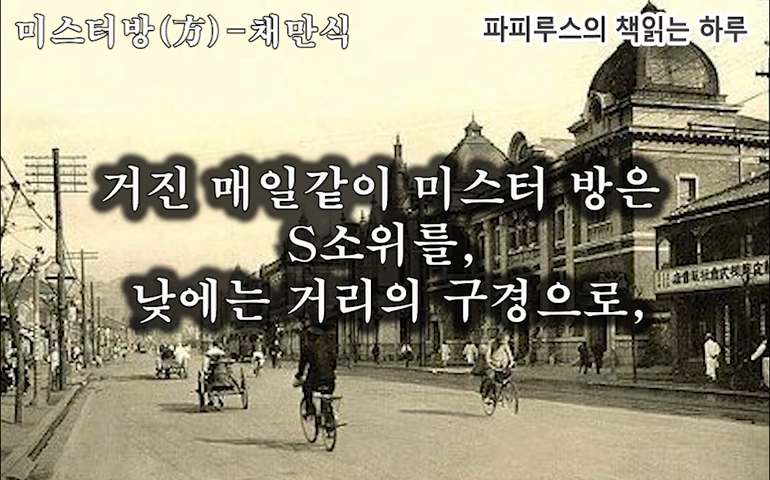 미스터방(方)-채만식
파피루스의 책읽는 하루
거진 매일같이 미스터 방은
S소위를,
낮에는 거리의 구경으로,